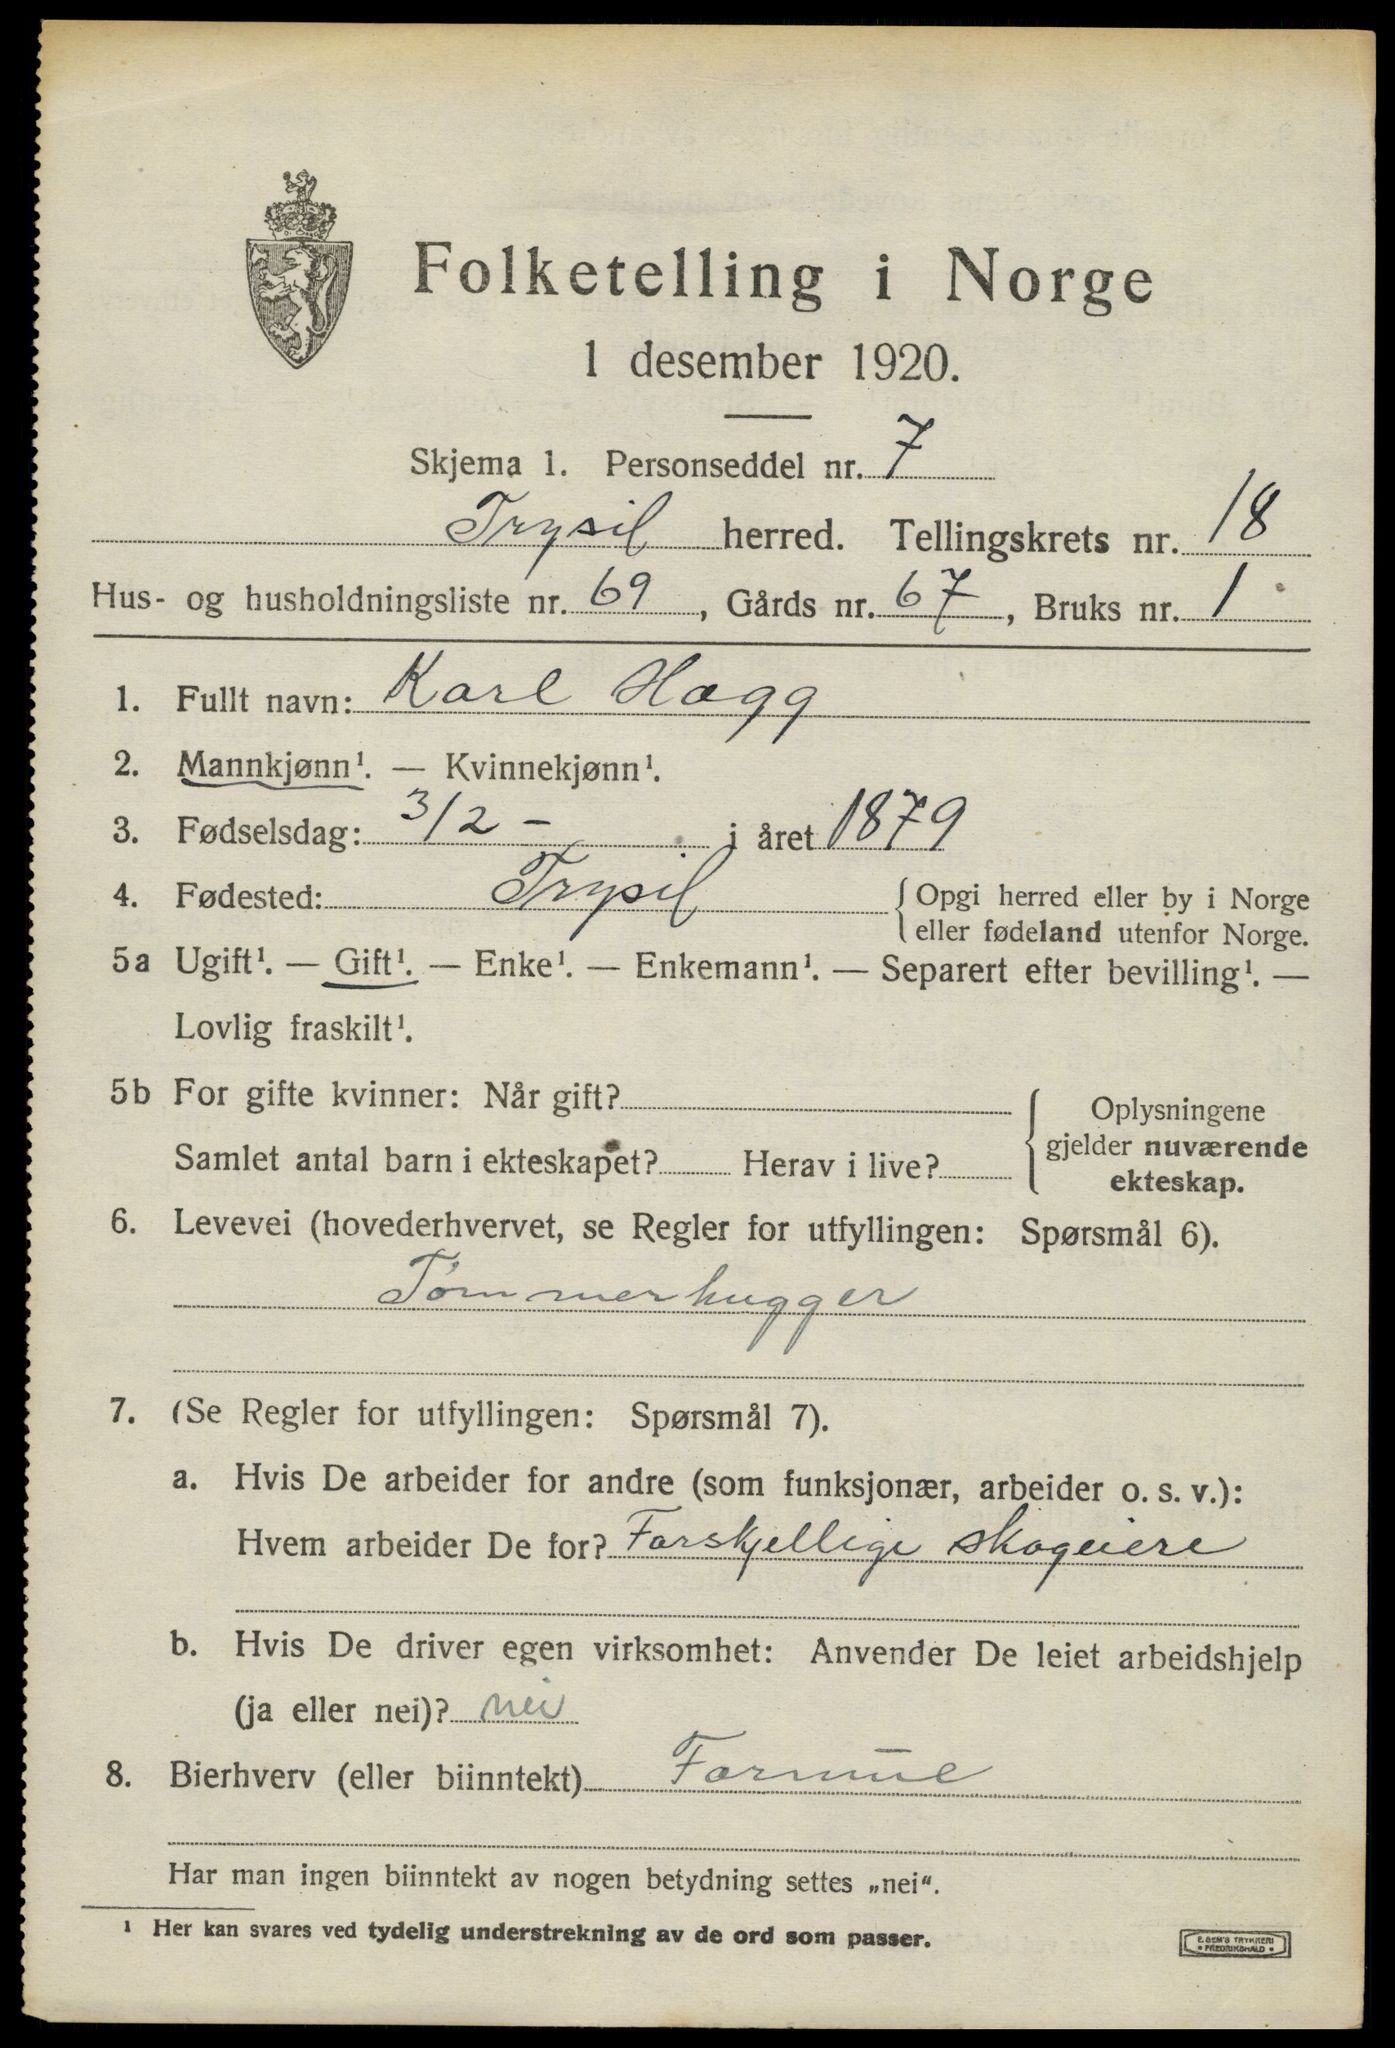 Folketelling i Norge
1 desember 1920.
Skjema 1. Personseddel nr. 7
Trysil herred. Tellingskrets nr. 18
Hus- og husholdningsliste nr. 69, Gårds nr. 67, Bruks nr. 1
1. Fullt navn: Karl Hagg
2. Mannkjønn¹. — Kvinnekjønn¹.
3. Fødselsdag: 3/2 - i året 1879
4. Fødested: Trysil { Opgi herred eller by i Norge
eller fødeland utenfor Norge.
5a Ugift¹. — Gift¹. — Enke¹. — Enkemann¹. — Separert efter bevilling¹. —
Lovlig fraskilt¹.
5b For gifte kvinner: Når gift?
Samlet antal barn i ekteskapet? Herav i live?
Oplysningene
gjelder nuværende
ekteskap.
6. Levevei (hovederhvervet, se Regler for utfyllingen: Spørsmål 6).
Tømmerhugger
7. (Se Regler for utfyllingen: Spørsmål 7).
a. Hvis De arbeider for andre (som funksjonær, arbeider o. s. v.):
Hvem arbeider De for? Forskjellige skogeiere
b. Hvis De driver egen virksomhet: Anvender De leiet arbeidshjelp
(ja eller nei)? nei
8. Bierhverv (eller biinntekt)
Har man ingen biinntekt av nogen betydning settes „nei“.
¹ Her kan svares ved tydelig understrekning av de ord som passer.
E. SEM'S TRYKKERI
• FREDRIKSHALD •